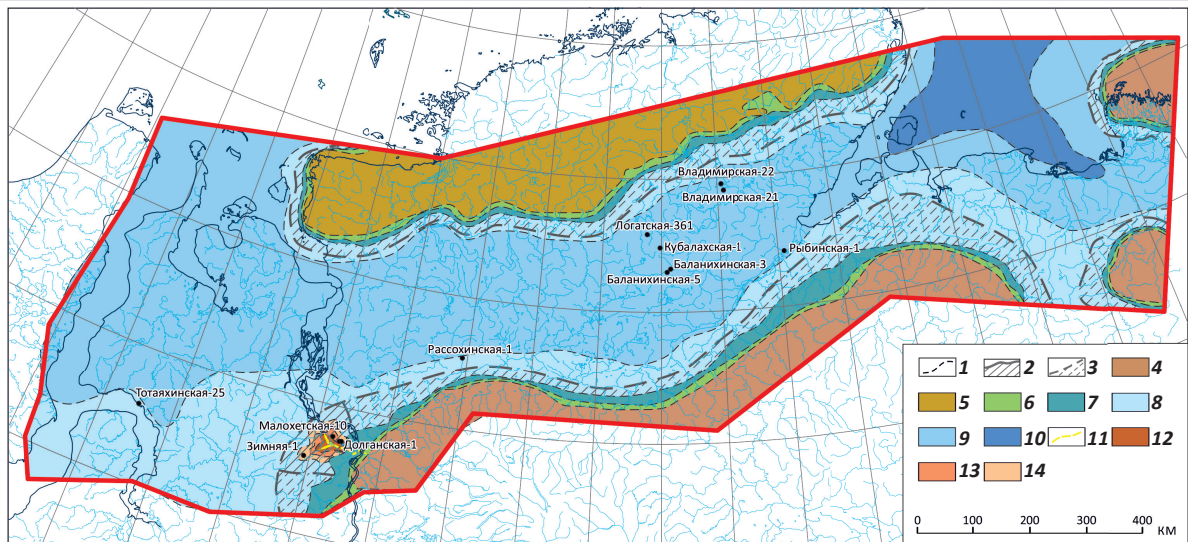 Владимирская-22
Владимирская-21
Логатская-361
Кубалахская-1
Рыбинская-1
Баланихинская-3
Баланихинская-5
Рассохинская-1
Тотаяхинская-25
Малохетская-10
Долганская-1
Зимняя-1
1 2 3 4
5 6 7 8
9 10 11 12
13 14
0 100 200 300 400
км